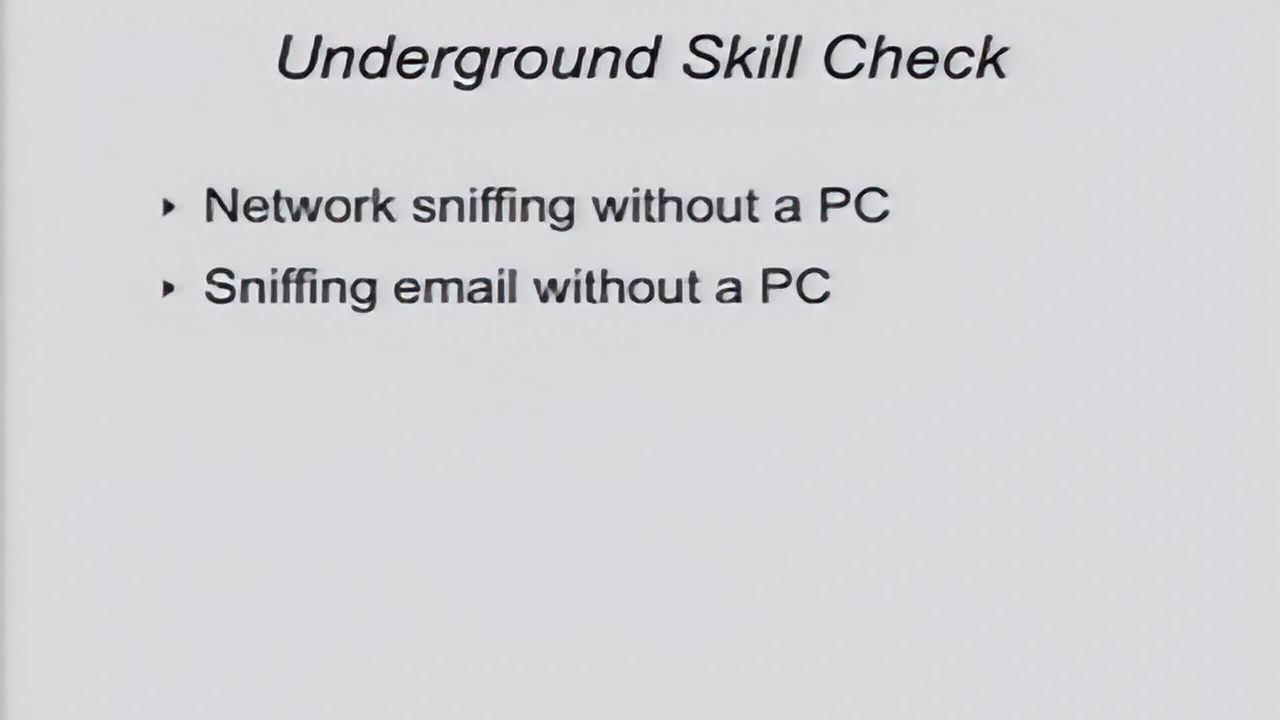 Underground Skill Check
Network sniffing without a PC
Sniffing email without a PC